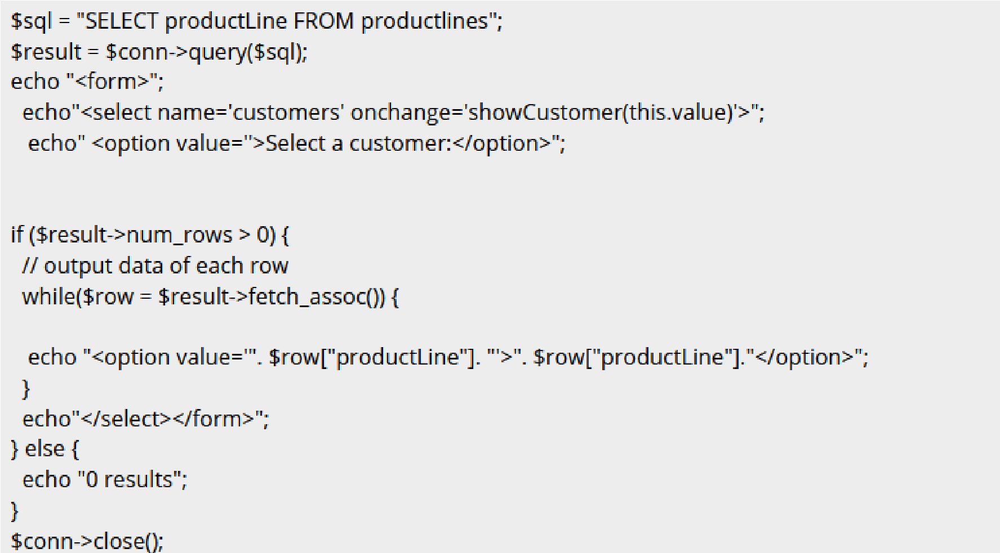 $sql = "SELECT productLine FROM productlines";
$result = $conn->query($sql);
echo "<form>";
echo"<select name='customers' onchange='showCustomer(this.value)'>";
echo" <option value=''>Select a customer:</option>";
if ($result->num_rows > 0) {
// output data of each row
while($row = $result->fetch_assoc()) {
echo "<option value='". $row["productLine"]. "'>". $row["productLine"]."</option>";
}
echo"</select></form>";
} else {
echo "0 results";
}
$conn->close();